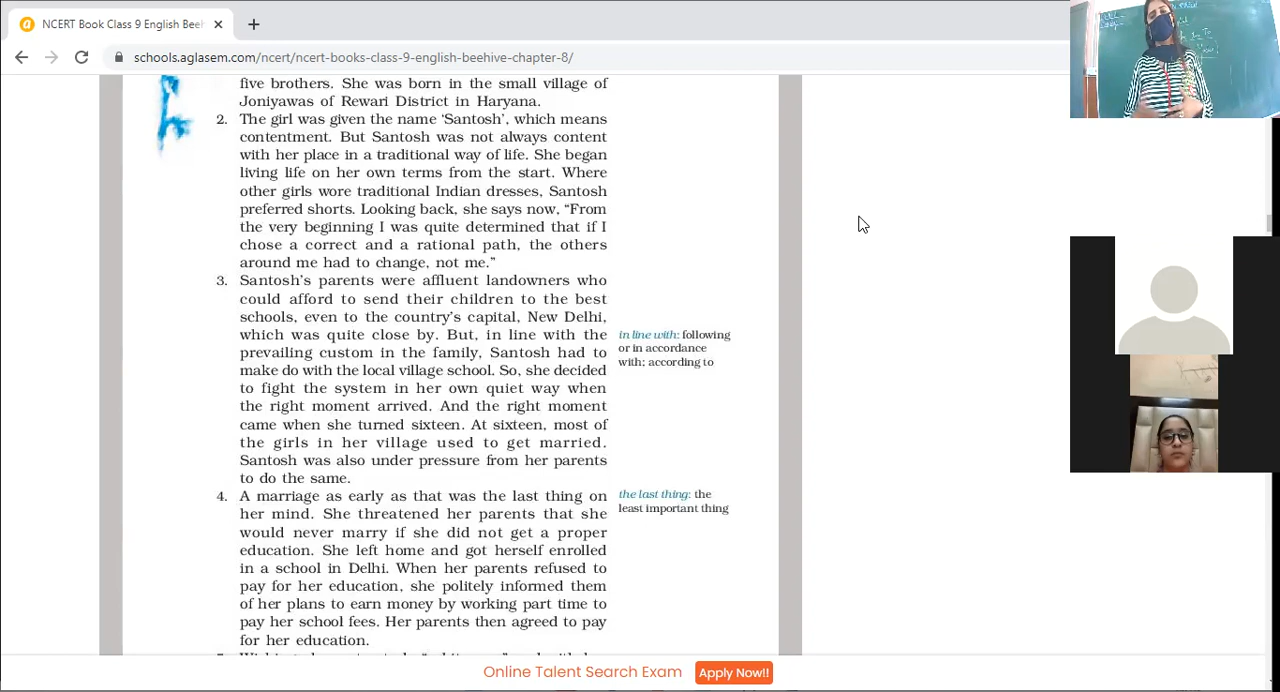 NCERT Book Class 9 English Beeh
schools.aglasem.com/ncert/ncert-books-class-9-english-beehive-chapter-8/
five brothers. She was born in the small village of
Joniyawas of Rewari District in Haryana.
2. The girl was given the name ‘Santosh’, which means
contentment. But Santosh was not always content
with her place in a traditional way of life. She began
living life on her own terms from the start. Where
other girls wore traditional Indian dresses, Santosh
preferred shorts. Looking back, she says now, “From
the very beginning I was quite determined that if I
chose a correct and a rational path, the others
around me had to change, not me.”
3. Santosh’s parents were affluent landowners who
could afford to send their children to the best
schools, even to the country’s capital, New Delhi,
which was quite close by. But, in line with the
prevailing custom in the family, Santosh had to
make do with the local village school. So, she decided
to fight the system in her own quiet way when
the right moment arrived. And the right moment
came when she turned sixteen. At sixteen, most of
the girls in her village used to get married.
Santosh was also under pressure from her parents
to do the same.
in line with: following
or in accordance
with; according to
4. A marriage as early as that was the last thing on
her mind. She threatened her parents that she
would never marry if she did not get a proper
education. She left home and got herself enrolled
in a school in Delhi. When her parents refused to
pay for her education, she politely informed them
of her plans to earn money by working part time to
pay her school fees. Her parents then agreed to pay
for her education.
the last thing: the
least important thing
Online Talent Search Exam
Apply Now!!